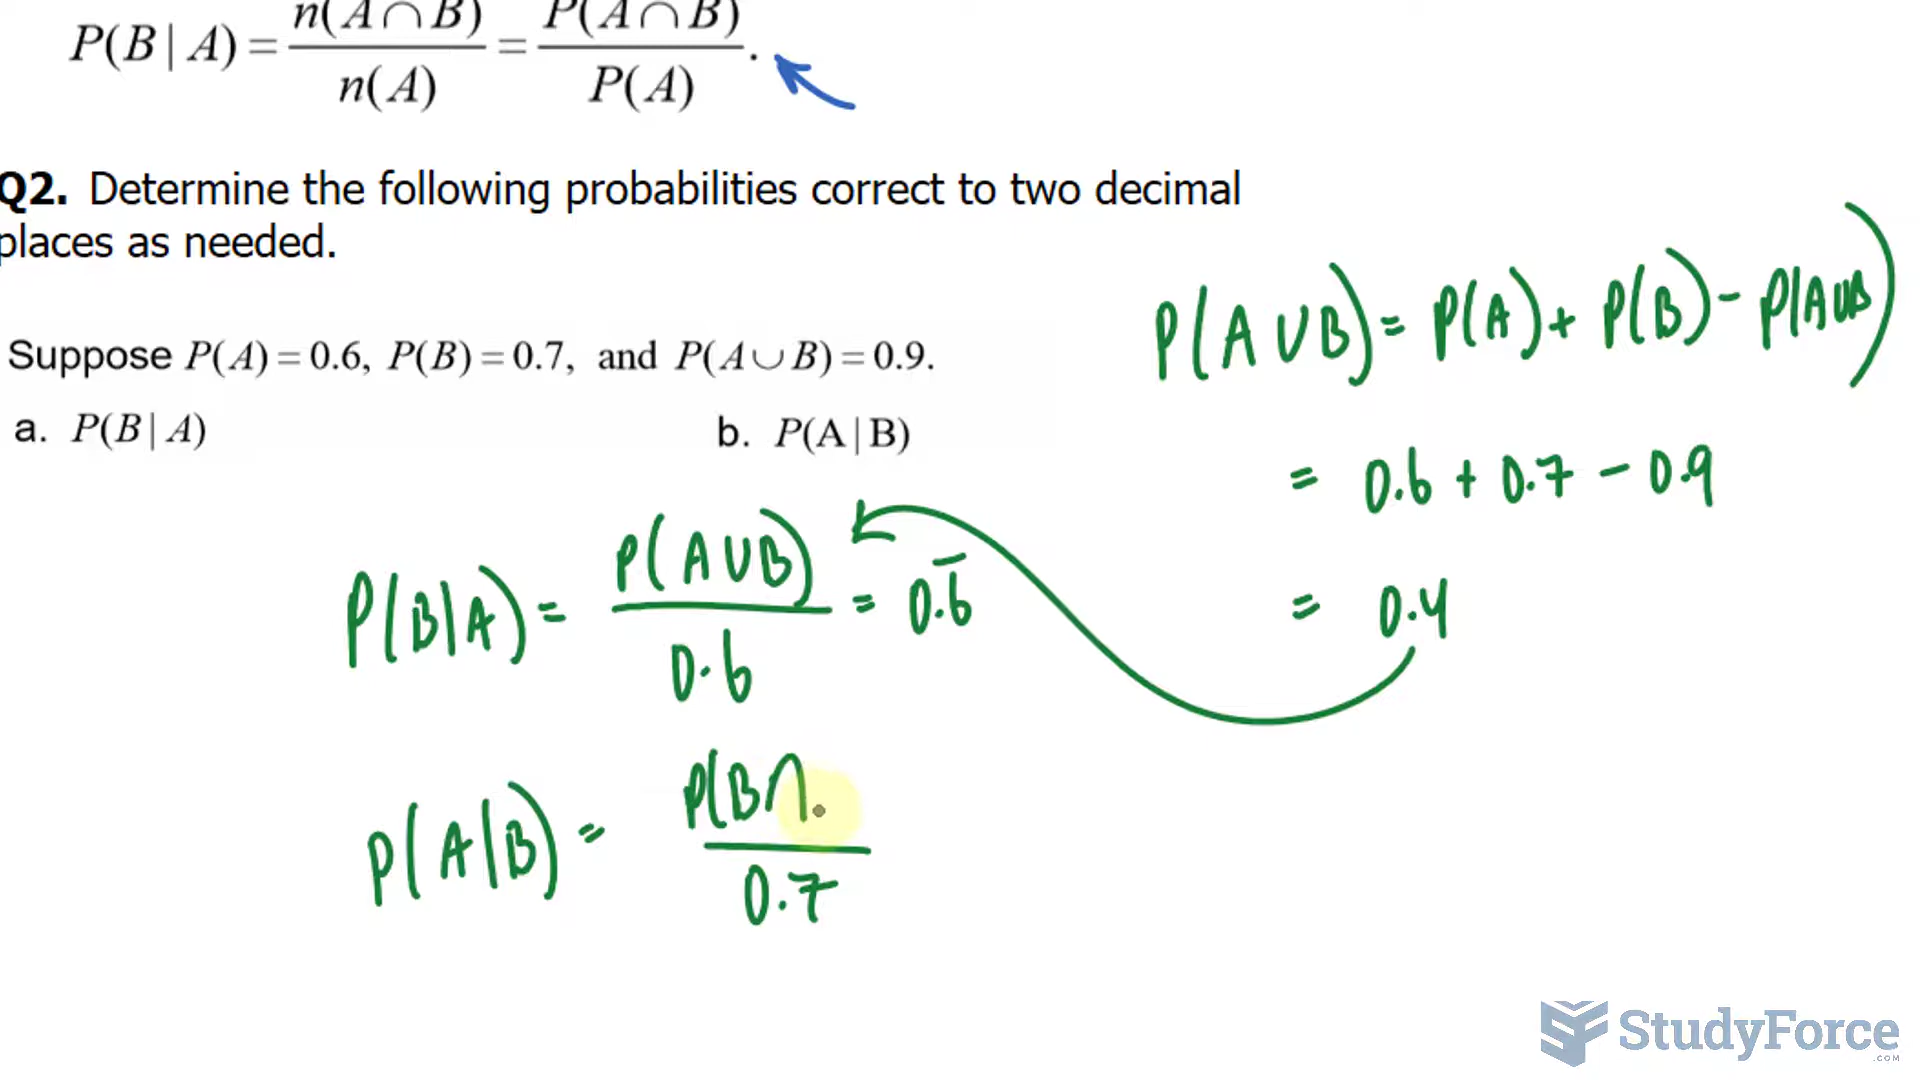 P(B | A) = n(A ∩ B) / n(A) = P(A ∩ B) / P(A).
Q2. Determine the following probabilities correct to two decimal
places as needed.
Suppose P(A) = 0.6, P(B) = 0.7, and P(A ∪ B) = 0.9.
a. P(B | A)
b. P(A | B)
P(A ∪ B) = P(A) + P(B) - P(A ∪ B)
= 0.6 + 0.7 - 0.9
= 0.4
P(B|A) = P(A ∪ B) / 0.6 = 0.6̅
P(A|B) = P(B ∩ / 0.7
StudyForce
.COM